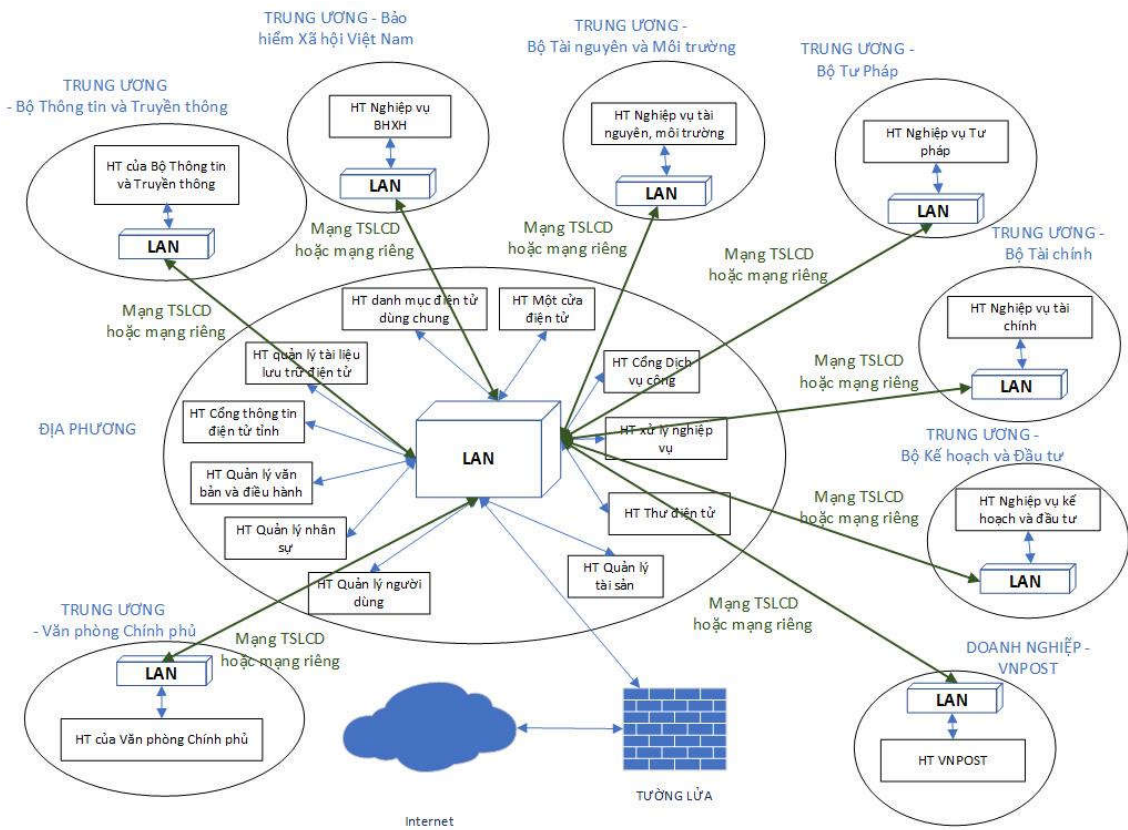 TRUNG ƯƠNG - Bảo
hiểm Xã hội Việt Nam
TRUNG ƯƠNG -
Bộ Tài nguyên và Môi trường
TRUNG ƯƠNG -
Bộ Tư Pháp
TRUNG ƯƠNG
- Bộ Thông tin và Truyền thông
HT Nghiệp vụ
BHXH
LAN
HT Nghiệp vụ tài
nguyên, môi trường
LAN
HT Nghiệp vụ Tư
pháp
LAN
HT của Bộ Thông tin
và Truyền thông
LAN
Mạng TSLCD
hoặc mạng riêng
Mạng TSLCD
hoặc mạng riêng
Mạng TSLCD
hoặc mạng riêng
Mạng TSLCD
hoặc mạng riêng
TRUNG ƯƠNG -
Bộ Tài chính
HT Nghiệp vụ tài
chính
LAN
Mạng TSLCD
hoặc mạng riêng
HT danh mục điện tử
dùng chung
HT Một cửa
điện tử
HT quản lý tài liệu
lưu trữ điện tử
HT Cổng Dịch
vụ công
HT Cổng thông tin
điện tử tỉnh
HT xử lý nghiệp
vụ
ĐỊA PHƯƠNG
LAN
HT Quản lý văn
bản và điều hành
HT Thư điện tử
HT Quản lý nhân
sự
HT Quản lý người
dùng
HT Quản lý
tài sản
TRUNG ƯƠNG -
Bộ Kế hoạch và Đầu tư
HT Nghiệp vụ kế
hoạch và đầu tư
LAN
Mạng TSLCD
hoặc mạng riêng
TRUNG ƯƠNG
- Văn phòng Chính phủ
LAN
HT của Văn phòng Chính phủ
Mạng TSLCD
hoặc mạng riêng
Mạng TSLCD
hoặc mạng riêng
DOANH NGHIỆP -
VNPOST
LAN
HT VNPOST
TƯỜNG LỬA
Internet